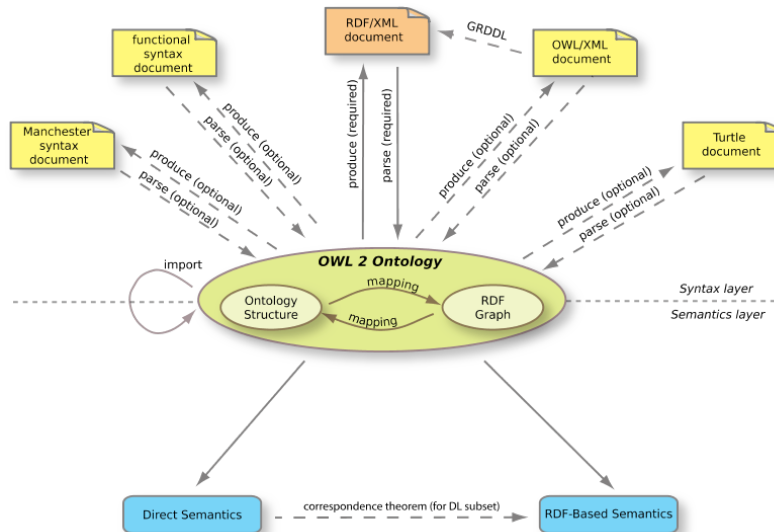 functional
syntax
document
RDF/XML
document
GRDDL
OWL/XML
document
Manchester
syntax
document
Turtle
document
produce (optional)
parse (optional)
produce (optional)
parse (optional)
produce (required)
parse (required)
produce (optional)
parse (optional)
produce (optional)
parse (optional)
import
OWL 2 Ontology
mapping
Ontology
Structure
RDF
Graph
mapping
Syntax layer
Semantics layer
Direct Semantics
correspondence theorem (for DL subset)
RDF-Based Semantics